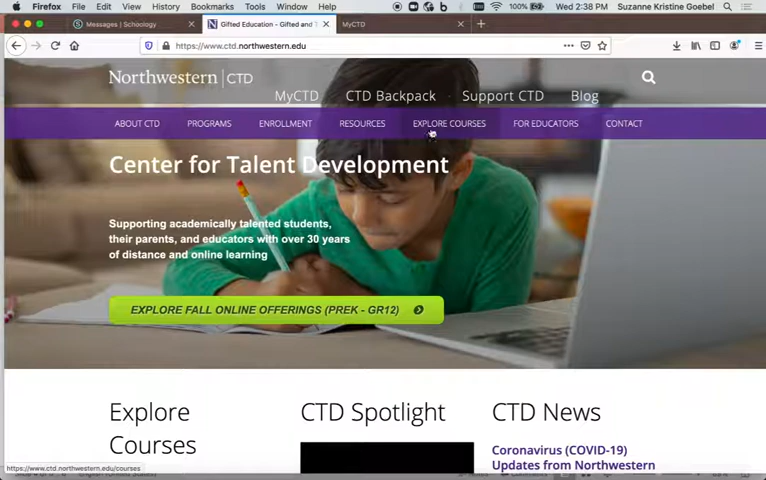 Firefox File Edit View History Bookmarks Tools Window Help 100% Wed 2:38 PM Suzanne Kristine Goebel
Messages | Schoology Gifted Education - Gifted and T MyCTD
https://www.ctd.northwestern.edu
Northwestern | CTD
MyCTD CTD Backpack Support CTD Blog
ABOUT CTD PROGRAMS ENROLLMENT RESOURCES EXPLORE COURSES FOR EDUCATORS CONTACT
Center for Talent Development
Supporting academically talented students,
their parents, and educators with over 30 years
of distance and online learning
EXPLORE FALL ONLINE OFFERINGS (PREK - GR12)
Explore
Courses
CTD Spotlight
CTD News
Coronavirus (COVID-19)
Updates from Northwestern
https://www.ctd.northwestern.edu/courses